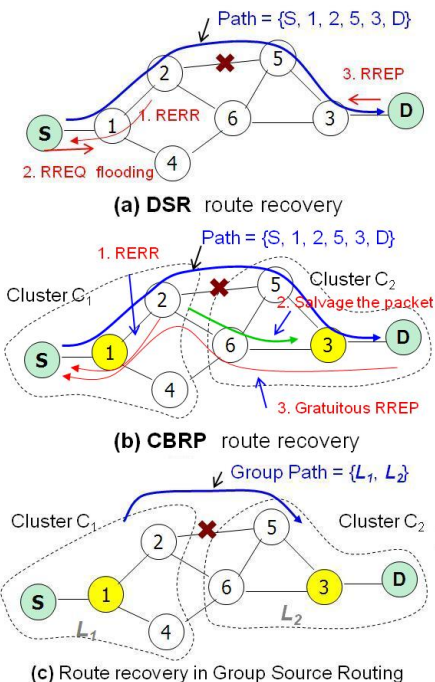 Path = {S, 1, 2, 5, 3, D}
2
5
3. RREP
S
1
1. RERR
6
3
D
2. RREQ flooding
4
(a) DSR route recovery
Path = {S, 1, 2, 5, 3, D}
1. RERR
Cluster C1
Cluster C2
2
5
2. Salvage the packet
S
1
6
3
D
4
3. Gratuitous RREP
(b) CBRP route recovery
Group Path = {L1, L2}
Cluster C1
Cluster C2
2
5
S
1
6
3
D
L1
4
L2
(c) Route recovery in Group Source Routing